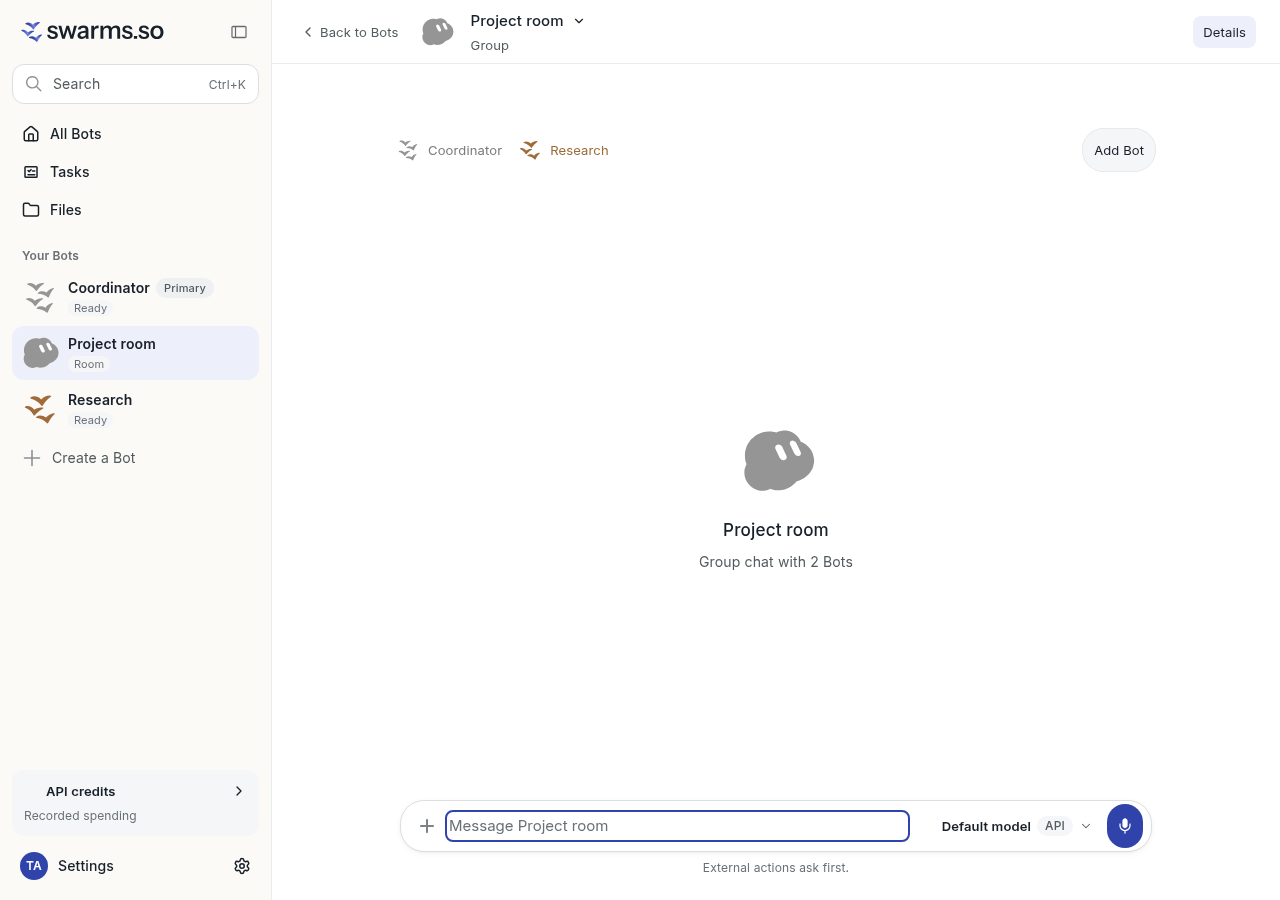 swarms.so
Search Ctrl+K
All Bots
Tasks
Files
Your Bots
Coordinator Primary
Ready
Project room
Room
Research
Ready
Create a Bot
API credits
Recorded spending
TA Settings
Back to Bots
Project room
Group
Details
Coordinator Research Add Bot
Project room
Group chat with 2 Bots
Message Project room Default model API
External actions ask first.